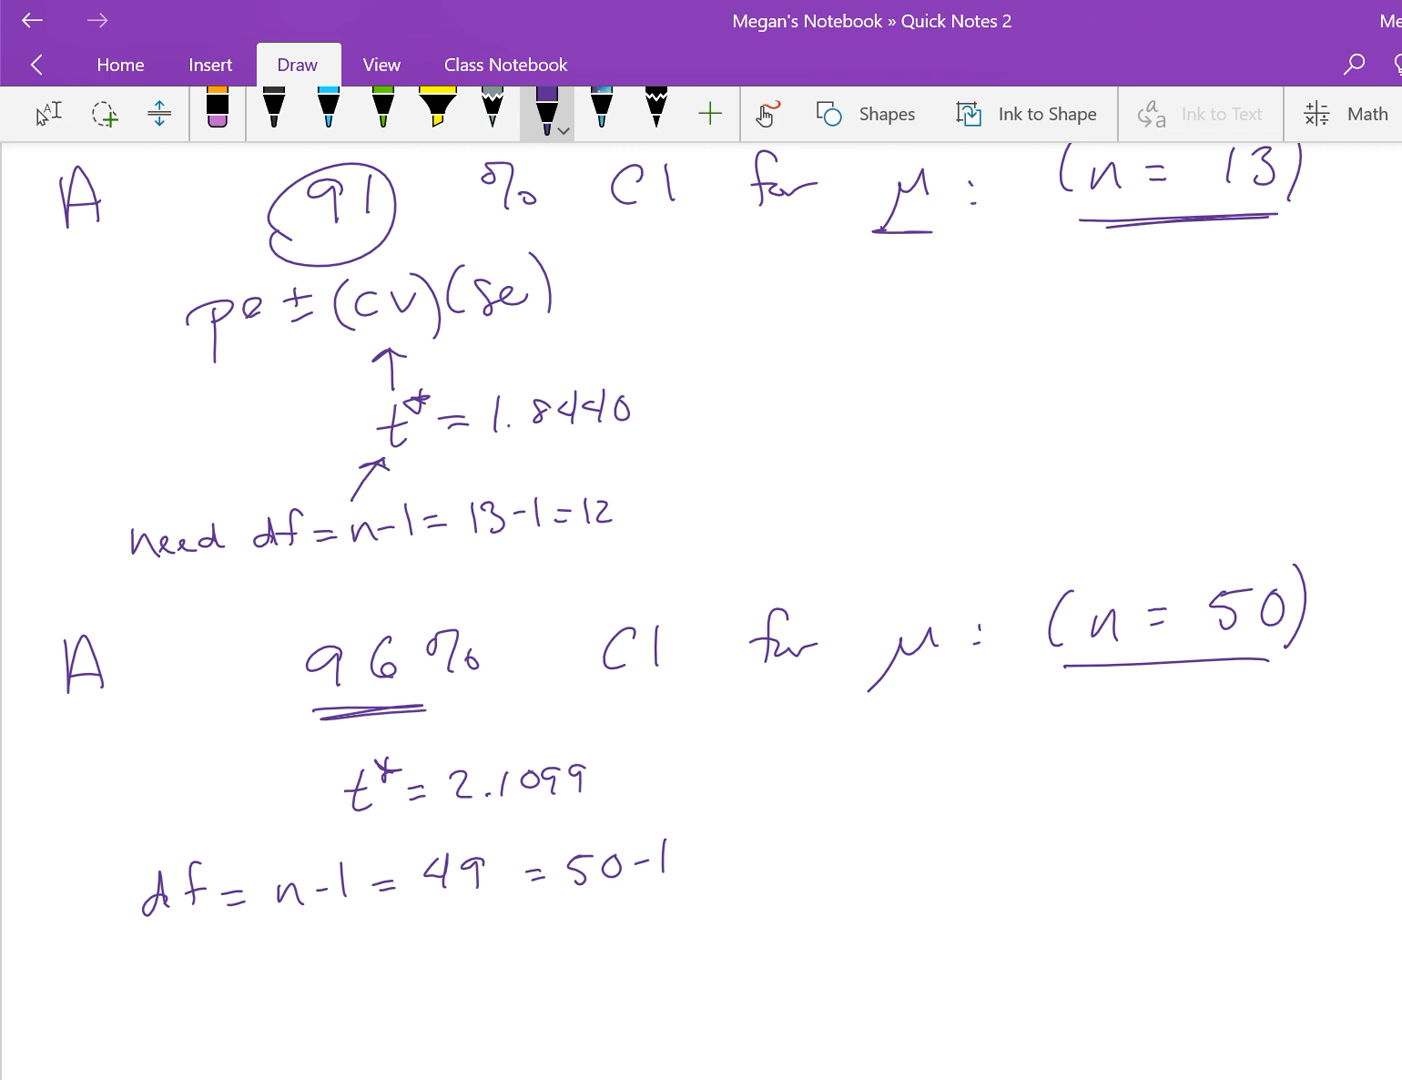 Megan's Notebook » Quick Notes 2
Me
Home Insert Draw View Class Notebook
Shapes Ink to Shape Ink to Text Math
A 91 % CI for μ : (n = 13)
pe ± (cv)(se)
t* = 1.8440
need df = n-1 = 13-1=12
A 96% CI for μ : (n = 50)
t* = 2.1099
df = n-1 = 49 = 50-1